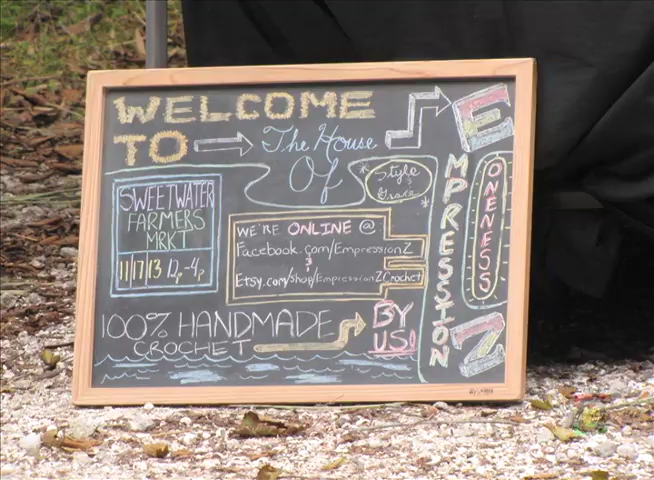 WELCOME
TO The House
Of
Style & Grace
EMPRESSIONZ
ONENESS
SWEETWATER
FARMERS
MRKT
11/17/13 12p-4p
WE'RE ONLINE @
Facebook.com/EmpressionZ
&
Etsy.com/shop/EmpressionZCrochet
100% HANDMADE
CROCHET
BY
US!